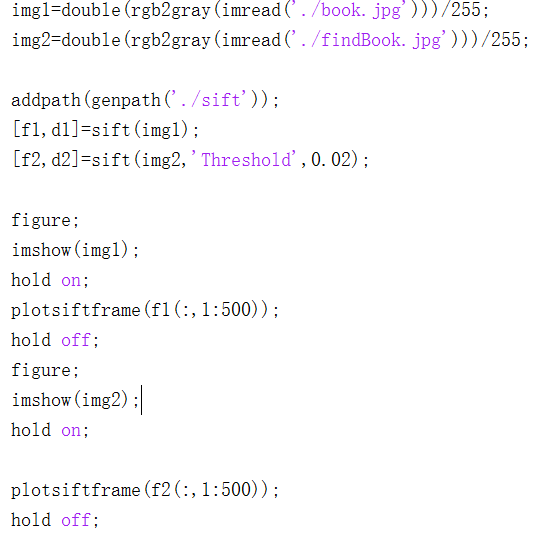 img1=double(rgb2gray(imread('./book.jpg')))/255;
img2=double(rgb2gray(imread('./findBook.jpg')))/255;
addpath(genpath('./sift'));
[f1,d1]=sift(img1);
[f2,d2]=sift(img2,'Threshold',0.02);
figure;
imshow(img1);
hold on;
plotsiftframe(f1(:,1:500));
hold off;
figure;
imshow(img2);
hold on;
plotsiftframe(f2(:,1:500));
hold off;